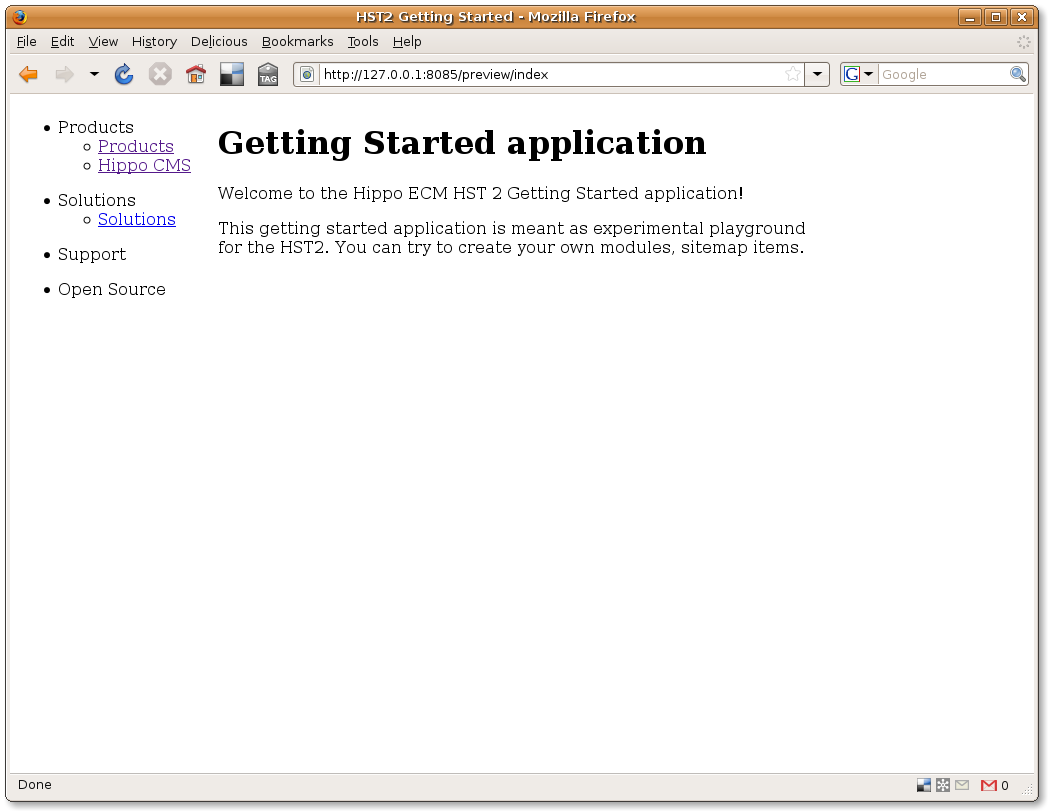 HST2 Getting Started - Mozilla Firefox
File Edit View History Delicious Bookmarks Tools Help
TAG http://127.0.0.1:8085/preview/index G Google
Products
Products
Hippo CMS
Solutions
Solutions
Support
Open Source
Getting Started application
Welcome to the Hippo ECM HST 2 Getting Started application!
This getting started application is meant as experimental playground
for the HST2. You can try to create your own modules, sitemap items.
Done 0